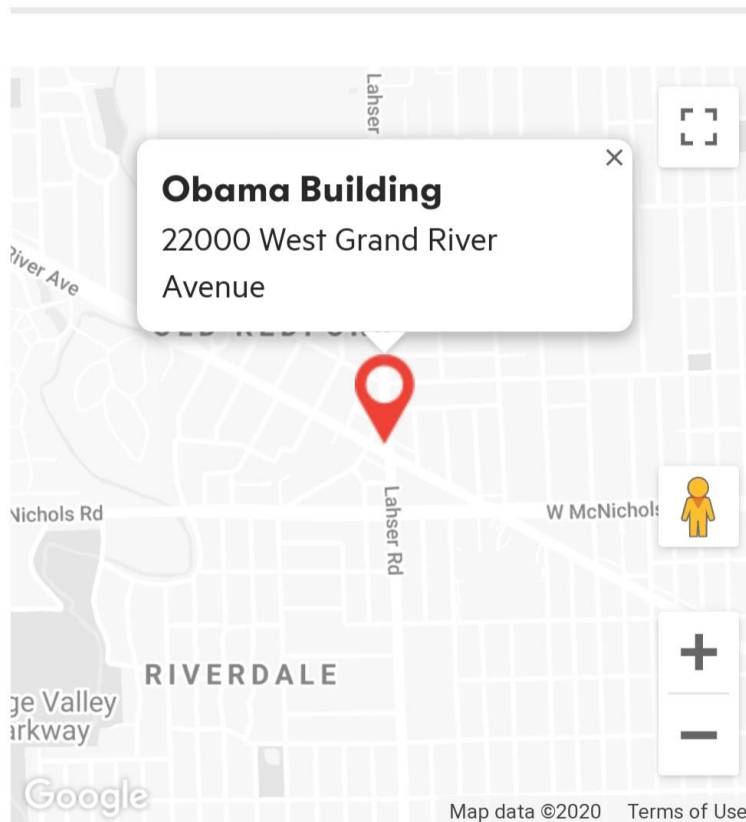 Lahser
Obama Building
22000 West Grand River
Avenue
River Ave
Nichols Rd
W McNichols
Lahser Rd
RIVERDALE
ge Valley
arkway
Google
Map data ©2020 Terms of Use